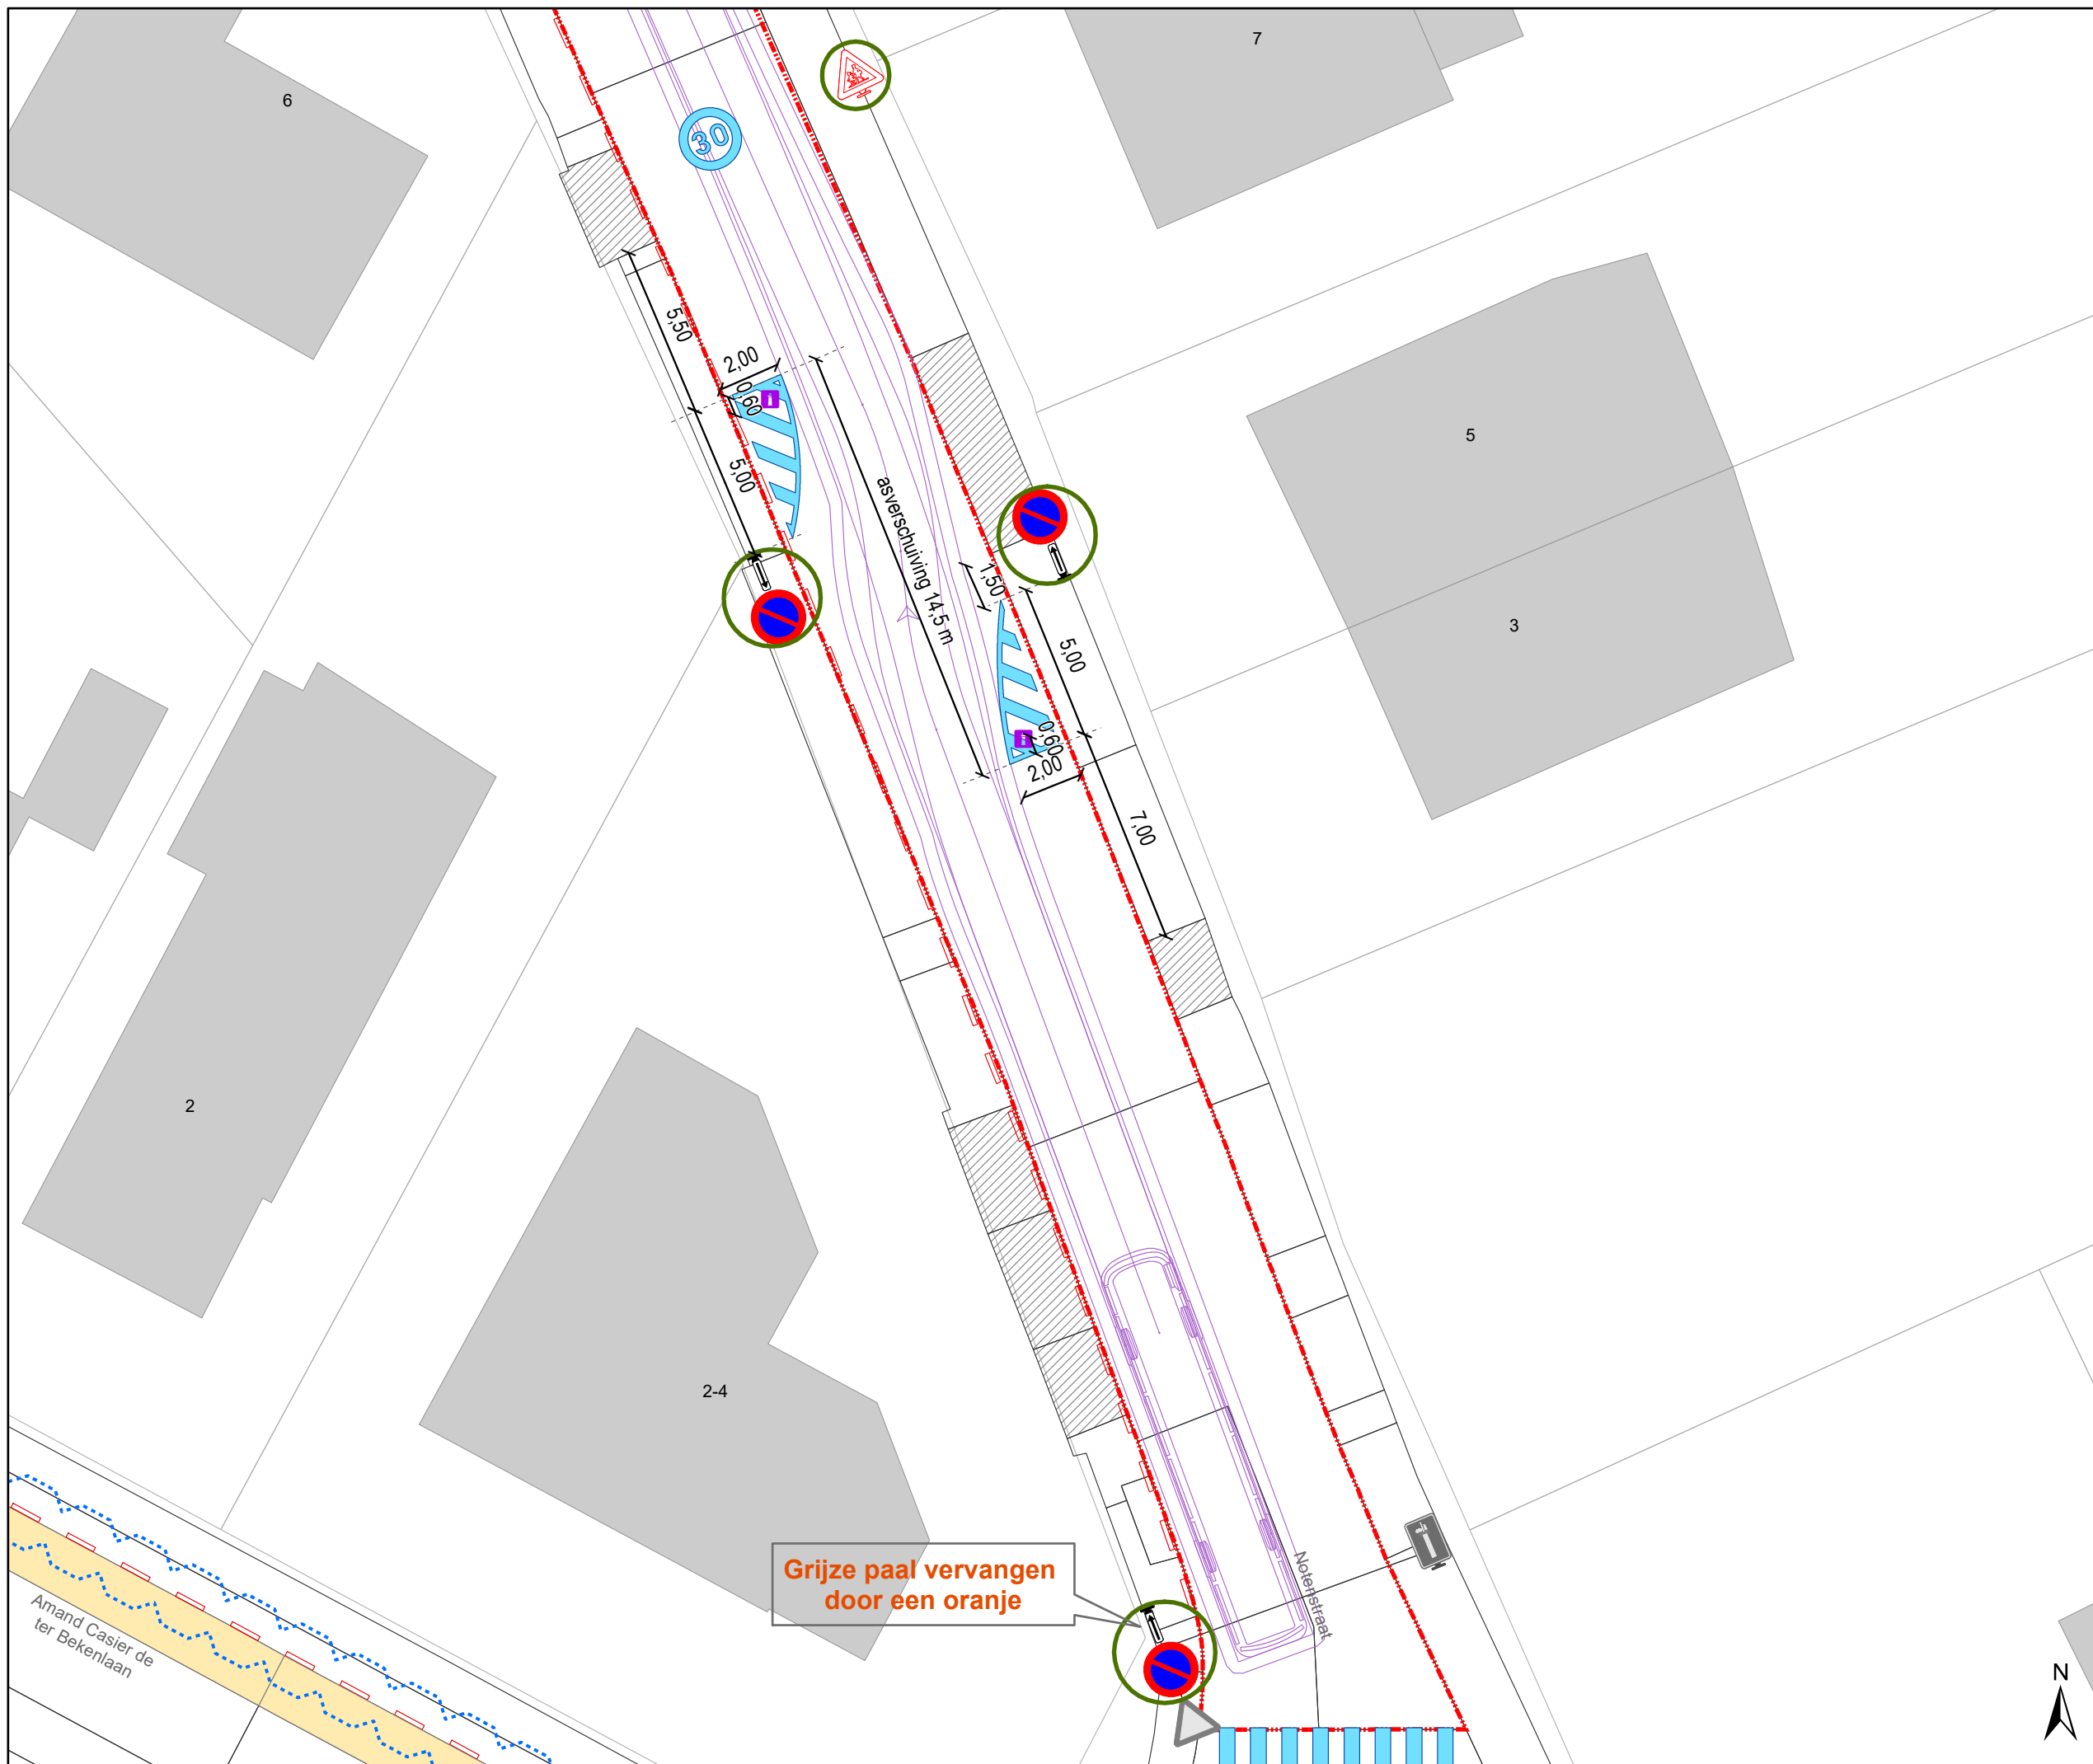 7
6
30
5,50
2,00
0,60
5,00
5
asverschuiving 14,5 m
1,50
3
5,00
0,60
2,00
7,00
2
2-4
Notenstraat
Grijze paal vervangen
door een oranje
Amand Casier de
ter Bekenlaan
N